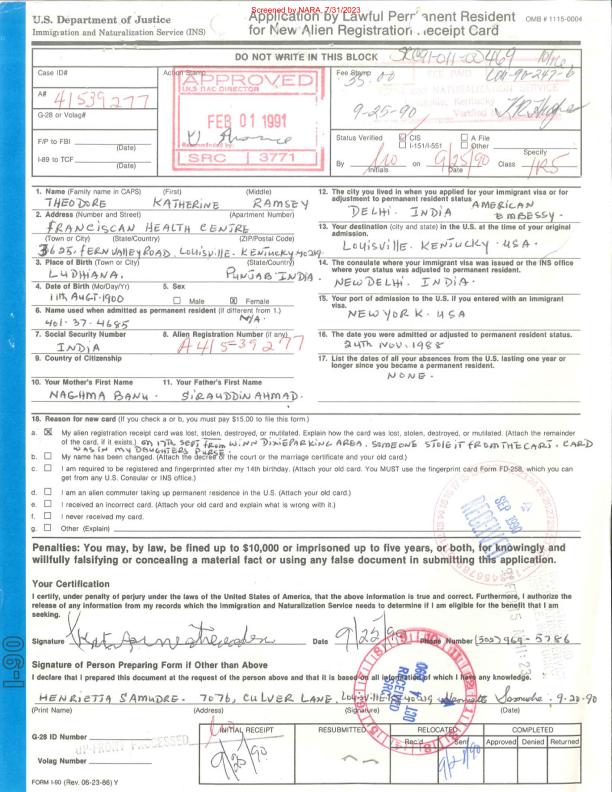 Screened by NARA, 7/31/2023
U.S. Department of Justice
Immigration and Naturalization Service (INS)
Application by Lawful Permanent Resident
for New Alien Registration Receipt Card
OMB # 1115-0004
DO NOT WRITE IN THIS BLOCK
Case ID#
A#
41539277
G-28 or Volag#
F/P to FBI
(Date)
I-89 to TCF
(Date)
Action Stamp
APPROVED
INS DIRECTOR
FEB 01 1991
Recommended by:
SRC 3771
Fee Stamp
35.00
FEE PAID
NATURALIZATION SERVICE
Kentucky
9-25-90
Status Verified
CIS
I-151/I-551
A File
Other
Specify
By
Initials
on 9/25/90
Date
Class IR5
1. Name (Family name in CAPS) (First) (Middle)
THEODORE KATHERINE RAMSEY
2. Address (Number and Street) (Apartment Number)
FRANCISCAN HEALTH CENTRE
(Town or City) (State/Country) (ZIP/Postal Code)
3625. FERN VALLEY ROAD, LOUISVILLE. KENTUCKY 40219.
3. Place of Birth (Town or City) (State/Country)
LUDHIANA. PUNJAB INDIA.
4. Date of Birth (Mo/Day/Yr) 5. Sex
11th AUGT. 1900
Male
X Female
6. Name used when admitted as permanent resident (if different from 1.)
N/A.
401-37-4685
7. Social Security Number 8. Alien Registration Number (if any)
INDIA A415-39277
9. Country of Citizenship
10. Your Mother's First Name 11. Your Father's First Name
NAGHMA BANU. SIRAUDDIN AHMAD.
12. The city you lived in when you applied for your immigrant visa or for
adjustment to permanent resident status
DELHI. INDIA AMERICAN EMBESSY.
13. Your destination (city and state) in the U.S. at the time of your original
admission.
LOUISVILLE. KENTUCKY. USA.
14. The consulate where your immigrant visa was issued or the INS office
where your status was adjusted to permanent resident.
NEW DELHI. INDIA.
15. Your port of admission to the U.S. if you entered with an immigrant
visa.
NEW YORK. USA
16. The date you were admitted or adjusted to permanent resident status.
24th NOV. 1988
17. List the dates of all your absences from the U.S. lasting one year or
longer since you became a permanent resident.
NONE.
18. Reason for new card (If you check a or b, you must pay $15.00 to file this form.)
a. X My alien registration receipt card was lost, stolen, destroyed, or mutilated. Explain how the card was lost, stolen, destroyed, or mutilated. (Attach the remainder
of the card, if it exists.) ON 17th SEPT FROM WINN DIXIE PARKING AREA. SOMEONE STOLE IT FROM THE CART. CARD
WAS IN MY DAUGHTERS PURSE.
b. My name has been changed. (Attach the decree of the court or the marriage certificate and your old card.)
c. I am required to be registered and fingerprinted after my 14th birthday. (Attach your old card. You MUST use the fingerprint card Form FD-258, which you can
get from any U.S. Consular or INS office.)
d. I am an alien commuter taking up permanent residence in the U.S. (Attach your old card.)
e. I received an incorrect card. (Attach your old card and explain what is wrong with it.)
f. I never received my card.
g. Other (Explain)
SEP 1990
RECEIVED
Penalties: You may, by law, be fined up to $10,000 or imprisoned up to five years, or both, for knowingly and
willfully falsifying or concealing a material fact or using any false document in submitting this application.
Your Certification
I certify, under penalty of perjury under the laws of the United States of America, that the above information is true and correct. Furthermore, I authorize the
release of any information from my records which the Immigration and Naturalization Service needs to determine if I am eligible for the benefit that I am
seeking.
Signature Date 9/22/90 Phone Number (502) 969-5786
Signature of Person Preparing Form if Other than Above
I declare that I prepared this document at the request of the person above and that it is based on all information of which I have any knowledge.
HENRIETTA SAMUDRE. 7076, CULVER LANE, LOUISVILLE 40219 Henrietta Samudre. 9-22-90
(Print Name) (Address) (Signature) (Date)
RECEIVED
OCT
1990
G-28 ID Number
UP-FRONT PROCESSED
Volag Number
INITIAL RECEIPT
9/25/90
RESUBMITTED
RELOCATED
Rec'd Sent
COMPLETED
Approved Denied Returned
FORM I-90 (Rev. 06-23-86) Y
I-90